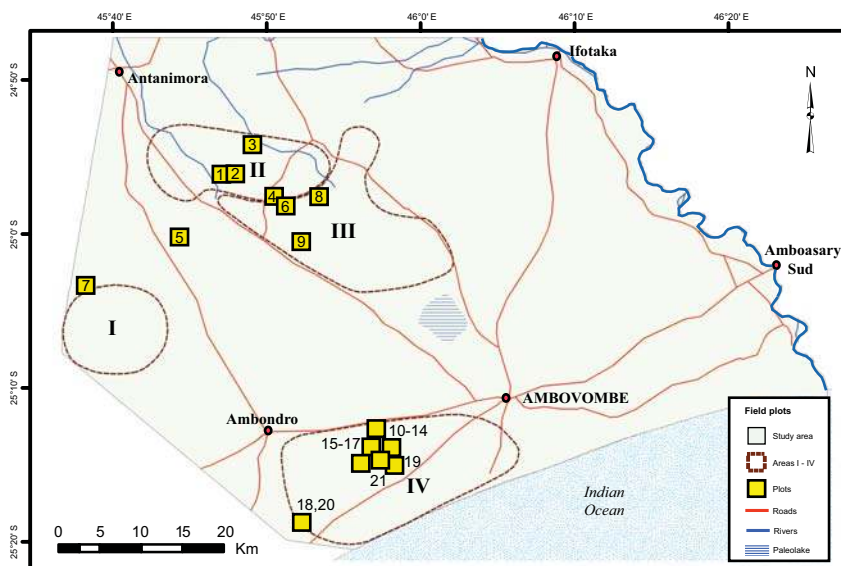 45°40' 45°50' 46°0' 46°10' 46°20'
24°50'S
25°0'S
25°10'S
25°20'S
Ifotaka
Antanimora
N
3
II
1 2
4
8
6
III
5
9
7
I
Amboasary
Sud
AMBOVOMBE
Ambondro
15-17
10-14
19
21
IV
18,20
Indian
Ocean
0 5 10 20
Km
Field plots
Study area
Areas I - IV
Plots
Roads
Rivers
Paleolake